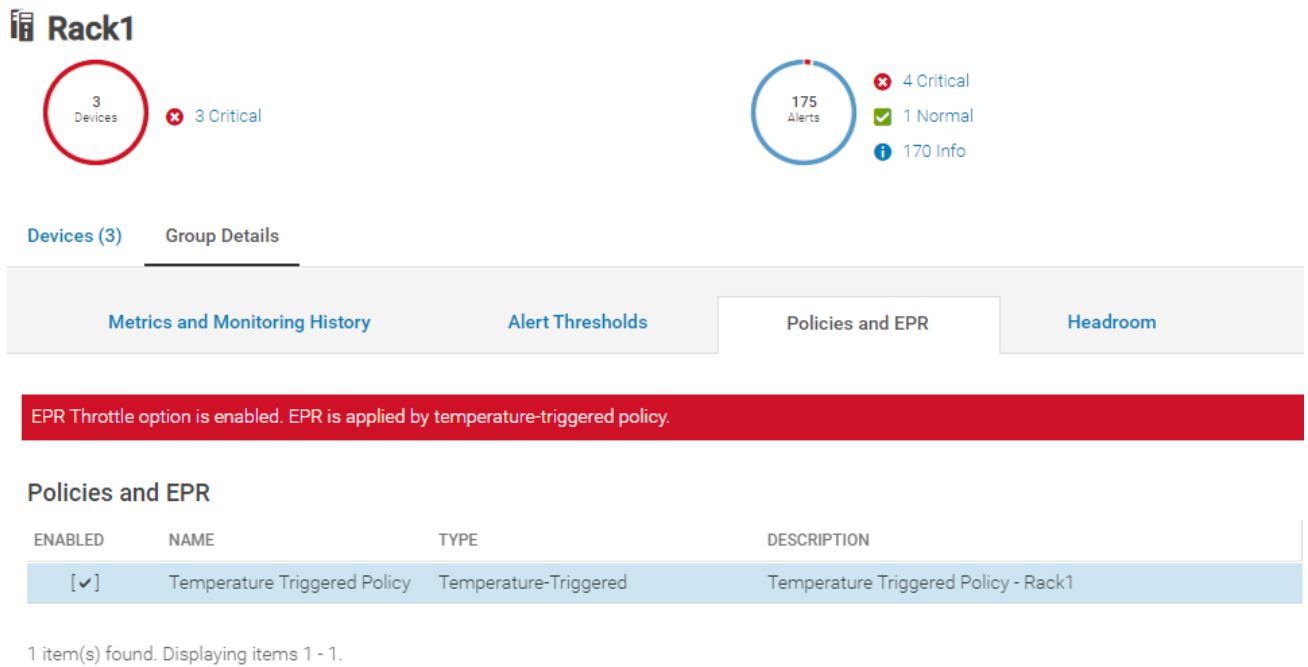 Rack1
3
Devices
3 Critical
175
Alerts
4 Critical
1 Normal
170 Info
Devices (3) Group Details
Metrics and Monitoring History Alert Thresholds Policies and EPR Headroom
EPR Throttle option is enabled. EPR is applied by temperature-triggered policy.
Policies and EPR
ENABLED NAME TYPE DESCRIPTION
[✔] Temperature Triggered Policy Temperature-Triggered Temperature Triggered Policy - Rack1
1 item(s) found. Displaying items 1 - 1.